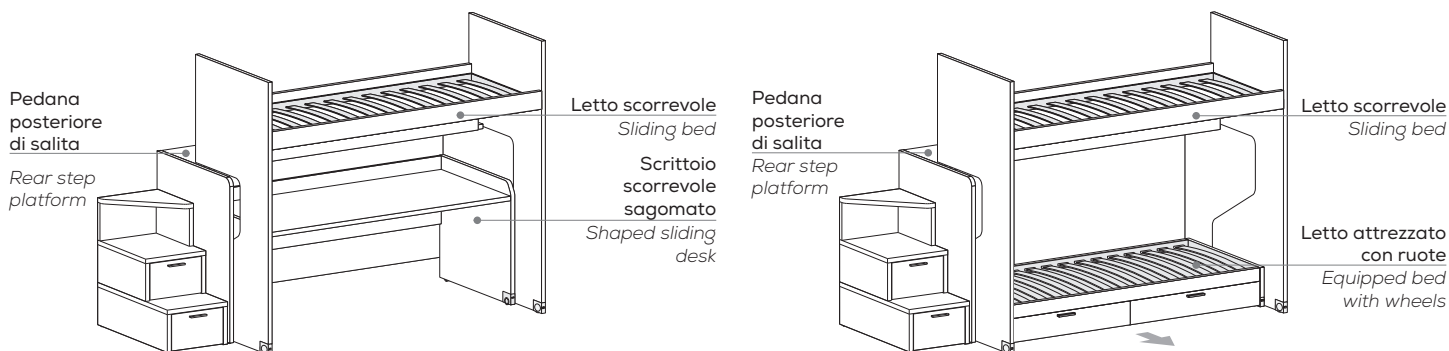 Pedana
posteriore
di salita
Rear step
platform
Letto scorrevole
Sliding bed
Scrittoio
scorrevole
sagomato
Shaped sliding
desk
Pedana
posteriore
di salita
Rear step
platform
Letto scorrevole
Sliding bed
Letto attrezzato
con ruote
Equipped bed
with wheels